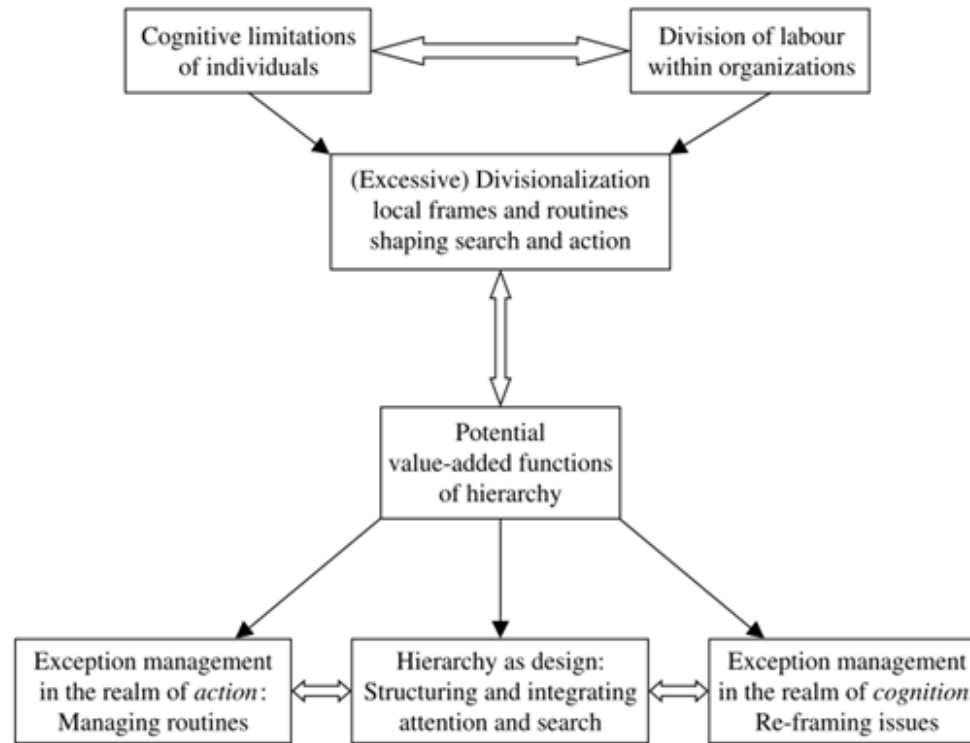 Cognitive limitations
of individuals
Division of labour
within organizations
(Excessive) Divisionalization
local frames and routines
shaping search and action
Potential
value-added functions
of hierarchy
Exception management
in the realm of action:
Managing routines
Hierarchy as design:
Structuring and integrating
attention and search
Exception management
in the realm of cognition:
Re-framing issues